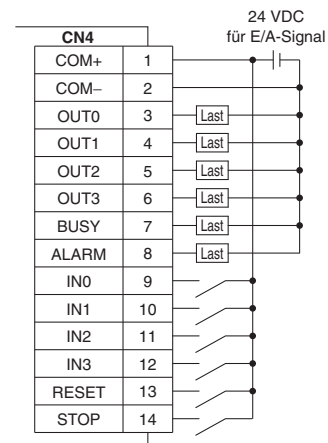 24 VDC
für E/A-Signal
CN4
COM+ 1
COM– 2
OUT0 3 Last
OUT1 4 Last
OUT2 5 Last
OUT3 6 Last
BUSY 7 Last
ALARM 8 Last
IN0 9
IN1 10
IN2 11
IN3 12
RESET 13
STOP 14